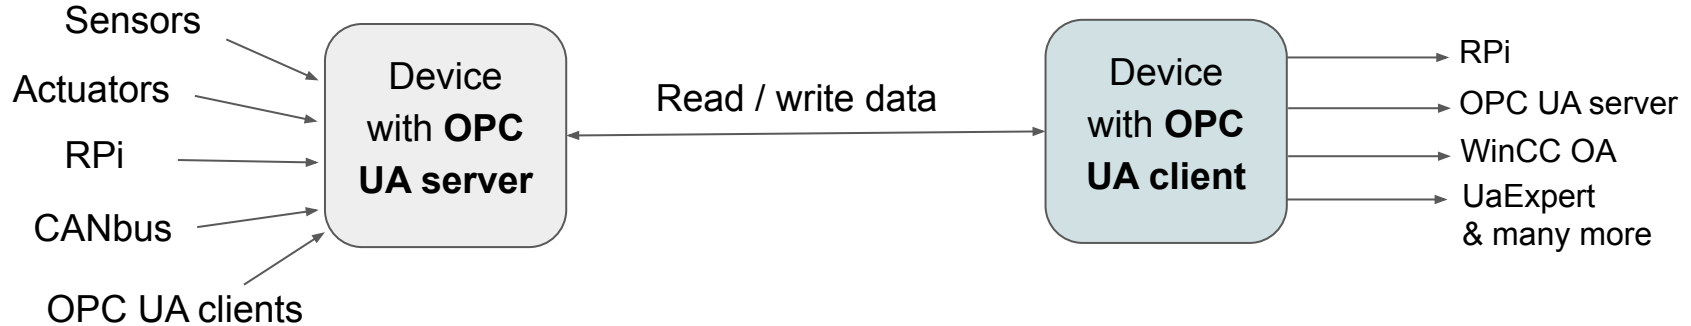 Sensors
Actuators
RPi
CANbus
OPC UA clients
Device
with OPC
UA server
Read / write data
Device
with OPC
UA client
RPi
OPC UA server
WinCC OA
UaExpert
& many more